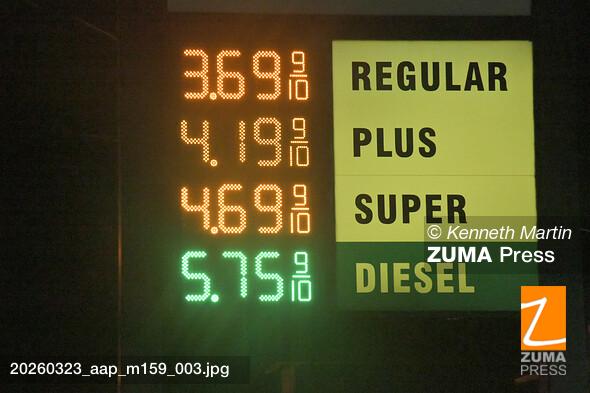 3.69 9/10 REGULAR
4.19 9/10 PLUS
4.69 9/10 SUPER
5.75 9/10 DIESEL
© Kenneth Martin
ZUMA Press
Z
ZUMA
PRESS
20260323_aap_m159_003.jpg